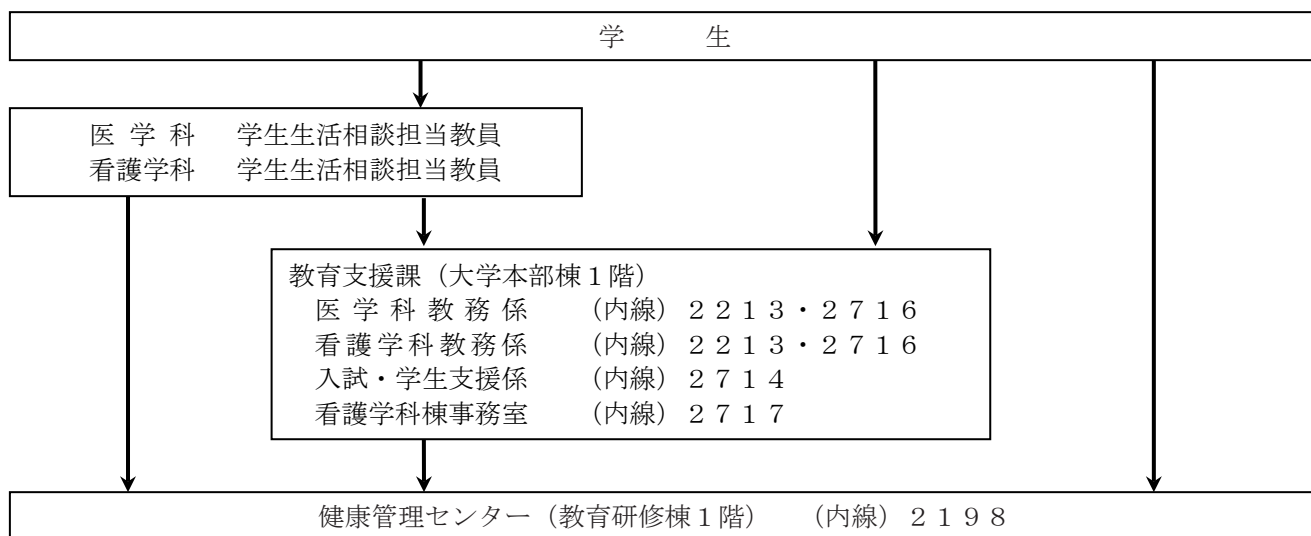 学　　　生
医 学 科　学生生活相談担当教員
看護学科　学生生活相談担当教員
教育支援課（大学本部棟１階）
医 学 科 教 務 係　（内線）２２１３・２７１６
看護学科教務係　（内線）２２１３・２７１６
入試・学生支援係　（内線）２７１４
看護学科棟事務室　（内線）２７１７
健康管理センター（教育研修棟１階）　（内線）２１９８